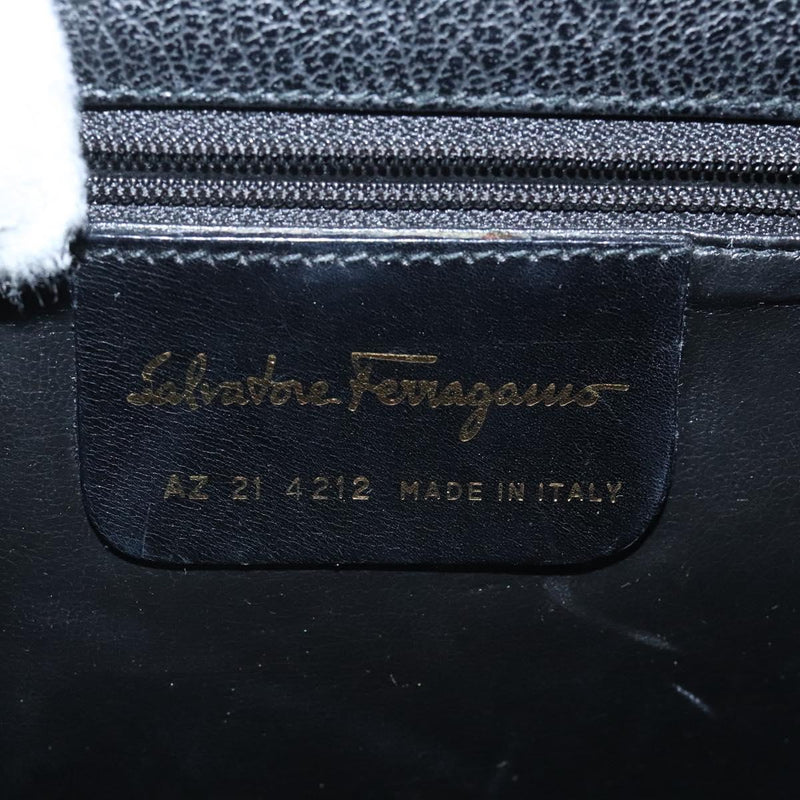 Salvatore Ferragamo
AZ 21 4212 MADE IN ITALY